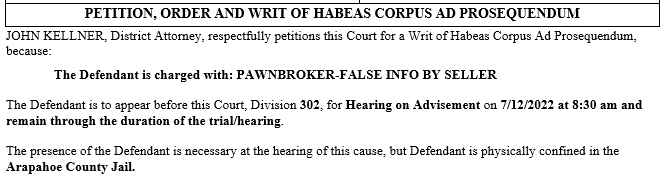 PETITION, ORDER AND WRIT OF HABEAS CORPUS AD PROSEQUENDUM
JOHN KELLNER, District Attorney, respectfully petitions this Court for a Writ of Habeas Corpus Ad Prosequendum,
because:
The Defendant is charged with: PAWNBROKER-FALSE INFO BY SELLER
The Defendant is to appear before this Court, Division 302, for Hearing on Advisement on 7/12/2022 at 8:30 am and
remain through the duration of the trial/hearing.
The presence of the Defendant is necessary at the hearing of this cause, but Defendant is physically confined in the
Arapahoe County Jail.